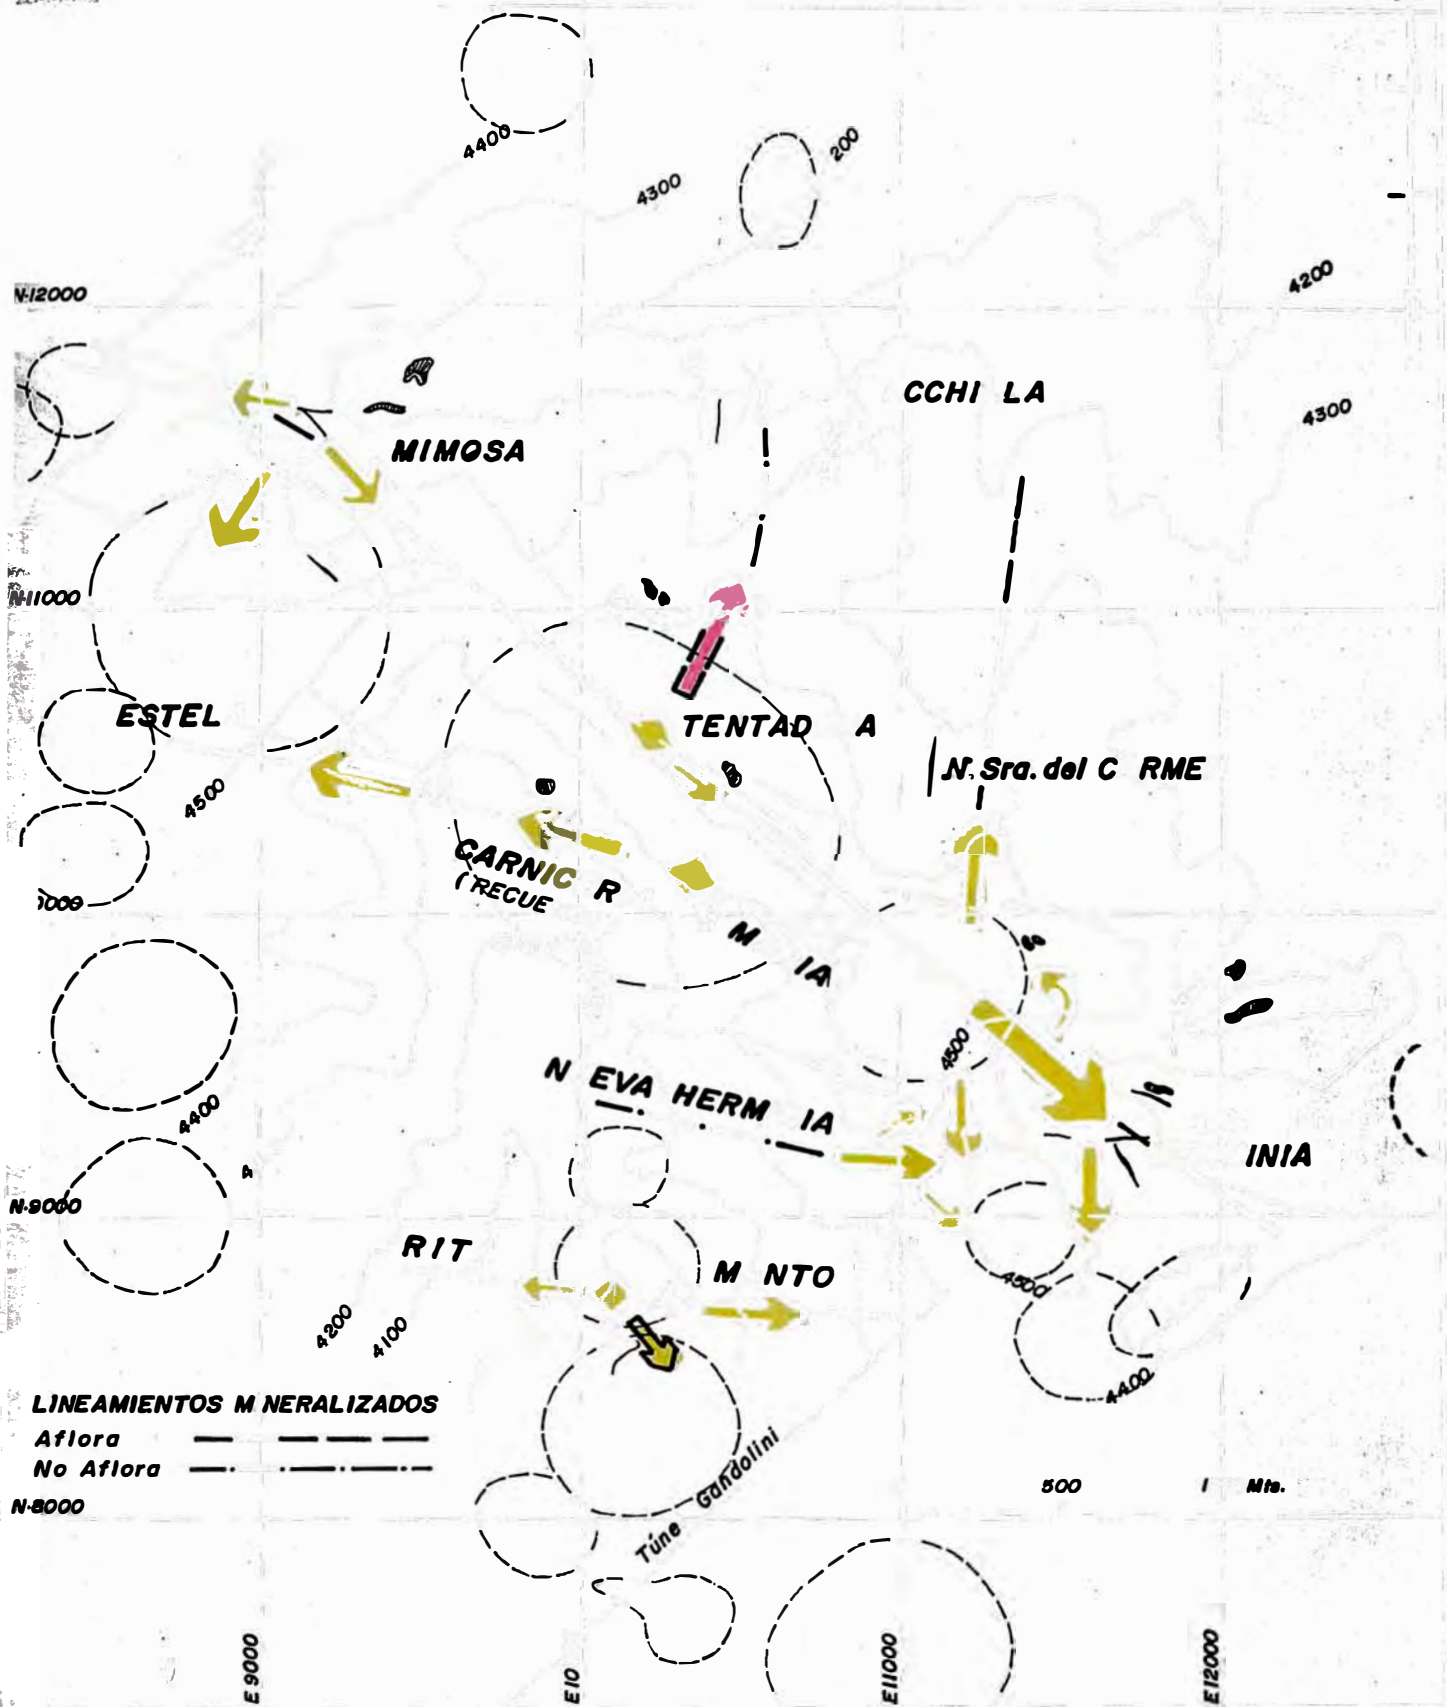 4400
4300
200
N·12000
4200
CCHI LA
4300
MIMOSA
N·11000
ESTEL
TENTAD A
N. Sra. del C RME
4500
CARNIC R
(RECUE
0000
M IA
4500
N EVA HERM IA
4400
INIA
N·9000
RIT
M NTO
4500
4200
4100
4400
LINEAMIENTOS M NERALIZADOS
Aflora
No Aflora
Túne Gandolini
500 1 Mts.
N·8000
E 9000
E10
E11000
E12000